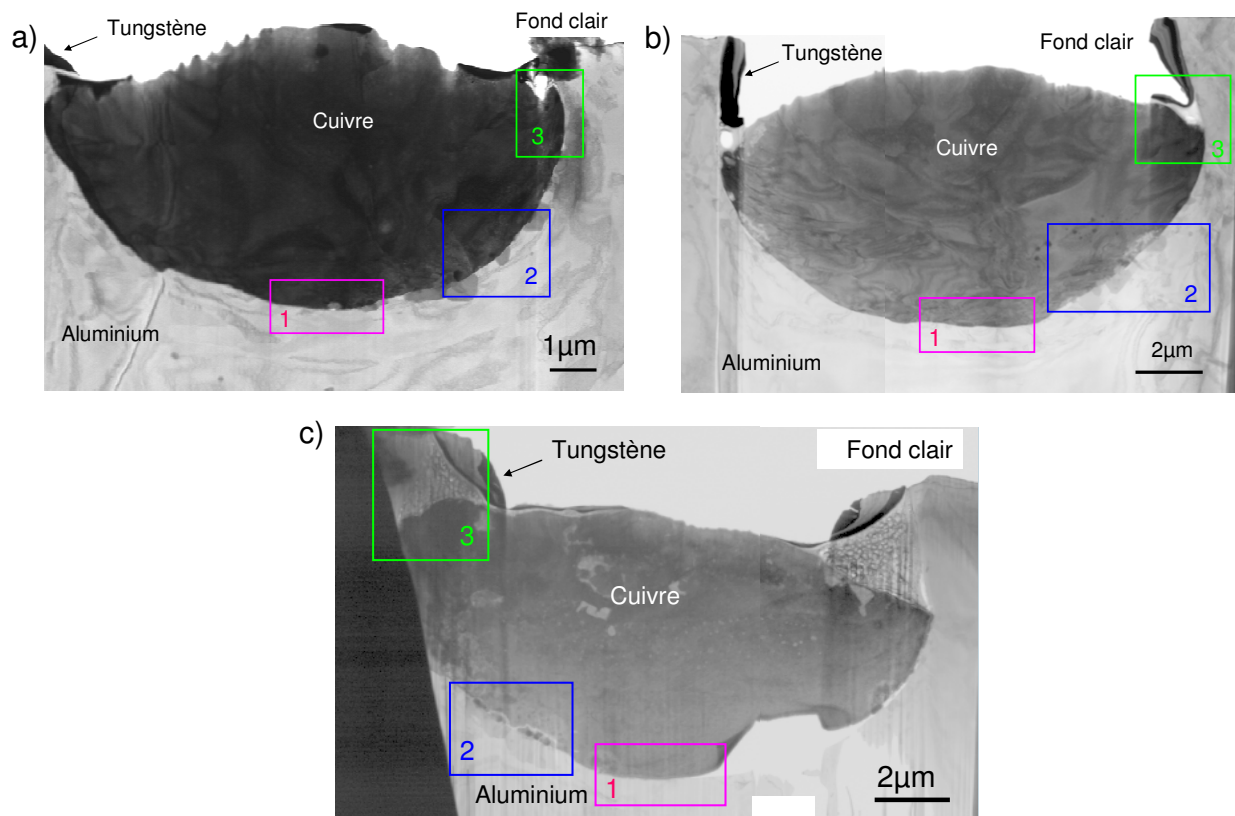 a)
Tungstène
Fond clair
Cuivre
3
2
1
Aluminium
1µm
b)
Tungstène
Fond clair
Cuivre
3
2
1
Aluminium
2µm
c)
Tungstène
Fond clair
3
Cuivre
2
1
Aluminium
2µm